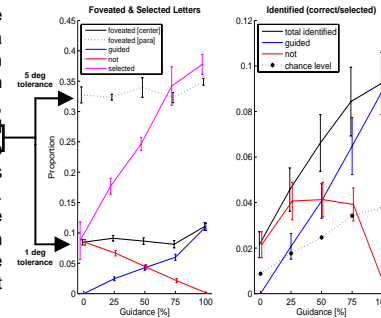 Foveated & Selected Letters
Identified (correct/selected)
5 deg
tolerance
1 deg
tolerance
Proportion
0.45
0.4
0.35
0.3
0.25
0.2
0.15
0.1
0.05
0
foveated [center]
foveated [para]
guided
not
selected
0 25 50 75 100
Guidance [%]
0.12
0.1
0.08
0.06
0.04
0.02
0
total identified
guided
not
chance level
0 25 50 75 100
Guidance [%]